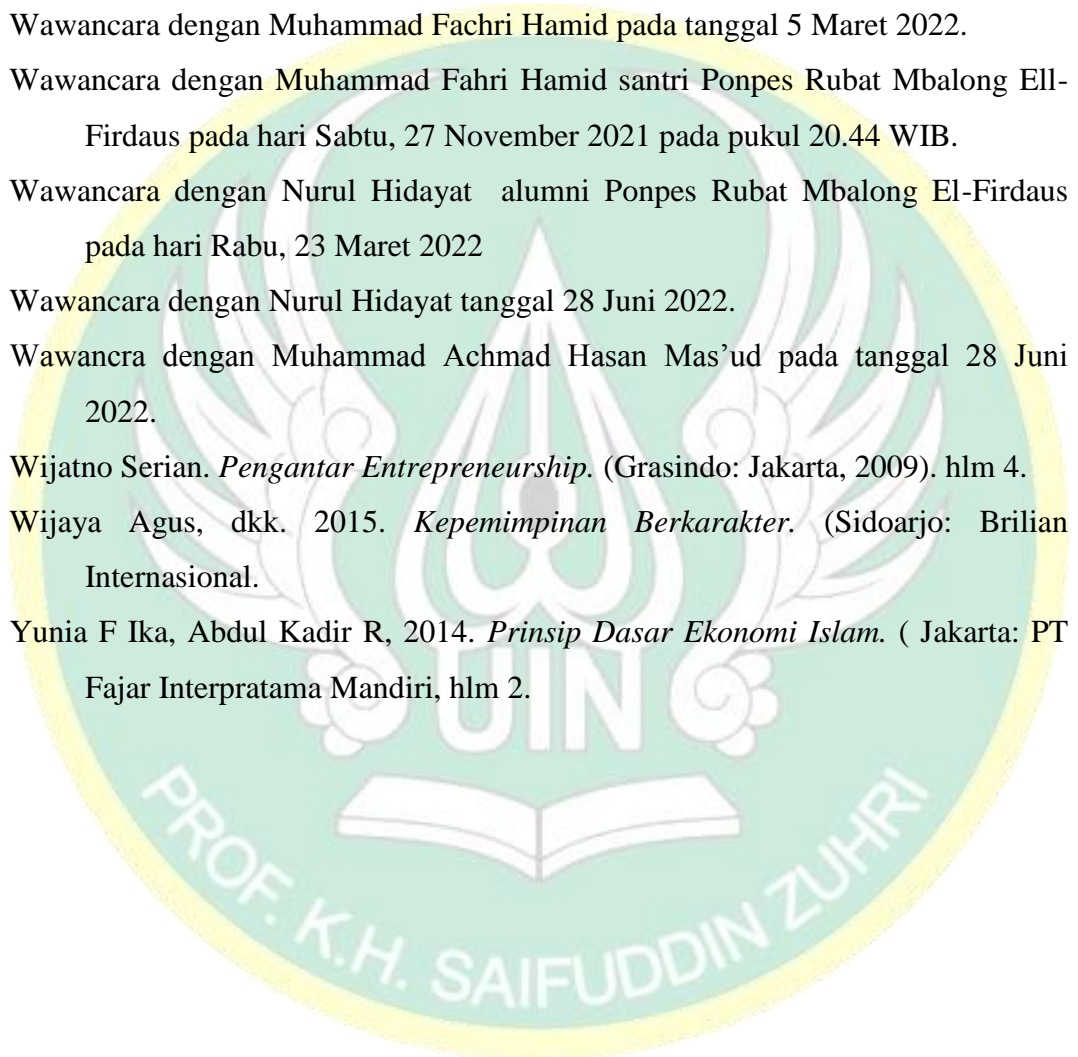 Wawancara dengan Muhammad Fachri Hamid pada tanggal 5 Maret 2022.
Wawancara dengan Muhammad Fahri Hamid santri Ponpes Rubat Mbalong Ell-
Firdaus pada hari Sabtu, 27 November 2021 pada pukul 20.44 WIB.
Wawancara dengan Nurul Hidayat alumni Ponpes Rubat Mbalong El-Firdaus
pada hari Rabu, 23 Maret 2022
Wawancara dengan Nurul Hidayat tanggal 28 Juni 2022.
Wawancra dengan Muhammad Achmad Hasan Mas’ud pada tanggal 28 Juni
2022.
Wijatno Serian. Pengantar Entrepreneurship. (Grasindo: Jakarta, 2009). hlm 4.
Wijaya Agus, dkk. 2015. Kepemimpinan Berkarakter. (Sidoarjo: Brilian
Internasional.
Yunia F Ika, Abdul Kadir R, 2014. Prinsip Dasar Ekonomi Islam. ( Jakarta: PT
Fajar Interpratama Mandiri, hlm 2.
UIN
PROF. K.H. SAIFUDDIN ZUHRI